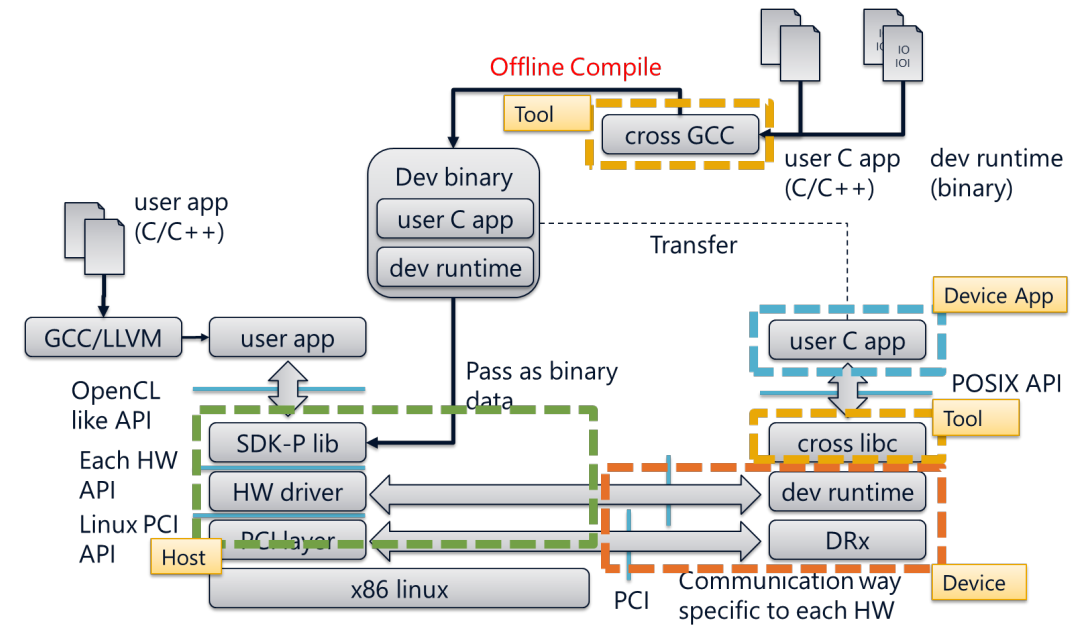 Offline Compile
Tool
cross GCC
IO
IOI
user C app
(C/C++)
dev runtime
(binary)
Dev binary
user C app
dev runtime
user app
(C/C++)
Transfer
Device App
GCC/LLVM
user app
user C app
Pass as binary
data
OpenCL
like API
POSIX API
Tool
SDK-P lib
cross libc
Each HW
API
HW driver
dev runtime
Linux PCI
API
PCI layer
DRx
Host
x86 linux
PCI
Communication way
specific to each HW
Device